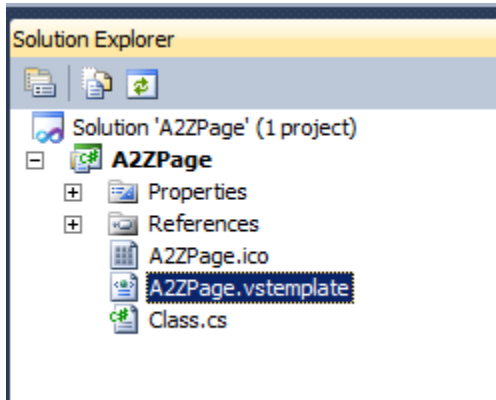 Solution Explorer
Solution 'A2ZPage' (1 project)
A2ZPage
Properties
References
A2ZPage.ico
A2ZPage.vstemplate
Class.cs